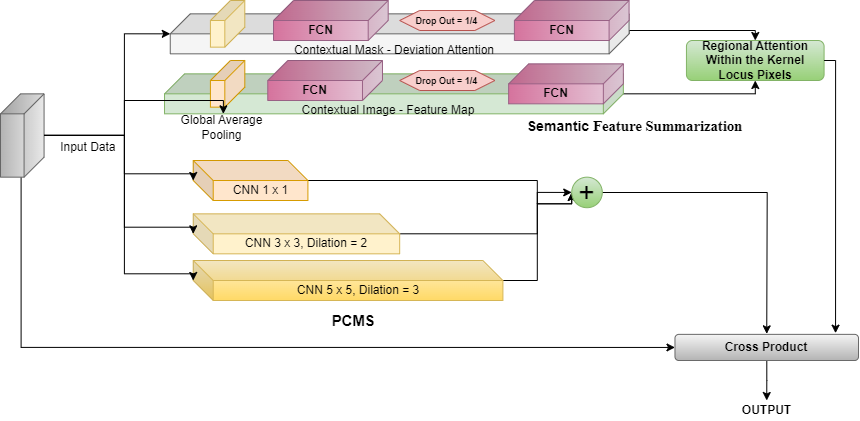 FCN
Drop Out = 1/4
FCN
Contextual Mask - Deviation Attention
Regional Attention
Within the Kernel
Locus Pixels
FCN
Drop Out = 1/4
FCN
Contextual Image - Feature Map
Global Average
Pooling
Semantic Feature Summarization
Input Data
CNN 1 x 1
+
CNN 3 x 3, Dilation = 2
CNN 5 x 5, Dilation = 3
PCMS
Cross Product
OUTPUT